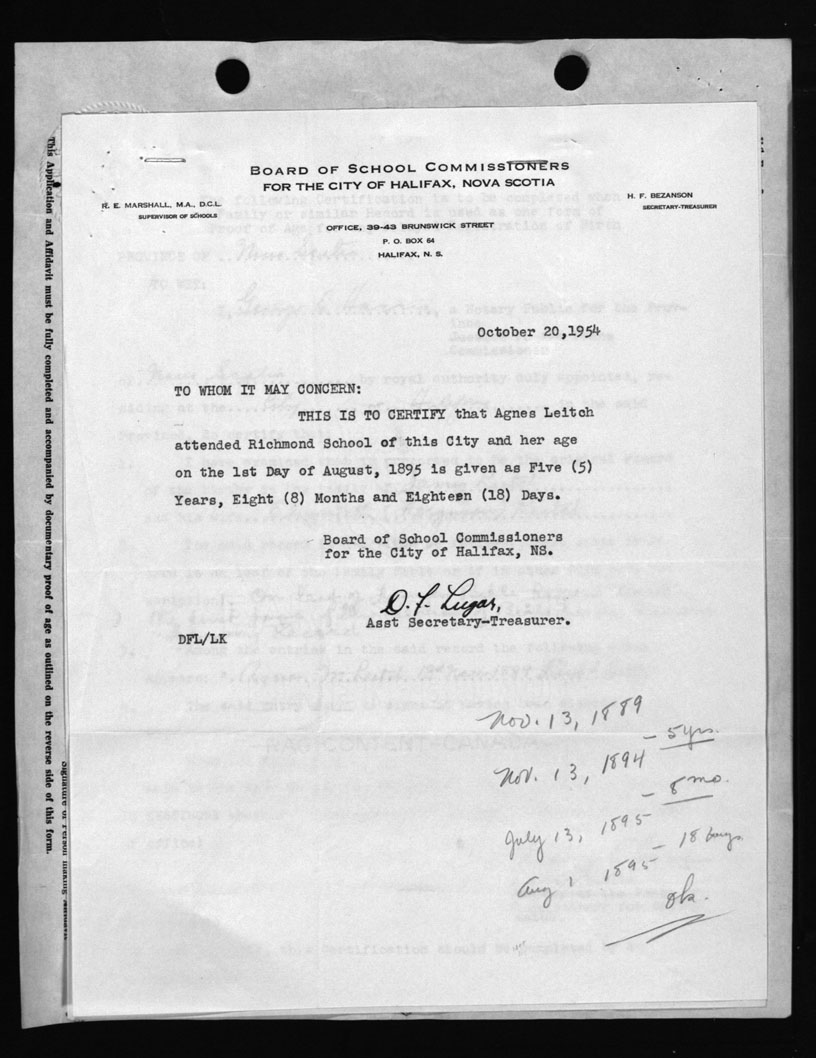 BOARD OF SCHOOL COMMISSIONERS
FOR THE CITY OF HALIFAX, NOVA SCOTIA
R. E. MARSHALL, M.A., D.C.L.
SUPERVISOR OF SCHOOLS
H. F. BEZANSON
SECRETARY-TREASURER
OFFICE, 39-43 BRUNSWICK STREET
P. O. BOX 64
HALIFAX, N. S.
October 20,1954
TO WHOM IT MAY CONCERN:
THIS IS TO CERTIFY that Agnes Leitch
attended Richmond School of this City and her age
on the 1st Day of August, 1895 is given as Five (5)
Years, Eight (8) Months and Eighteen (18) Days.
Board of School Commissioners
for the City of Halifax, NS.
D. F. Lugar,
Asst Secretary-Treasurer.
DFL/LK
Nov. 13, 1889
- 5 yrs.
Nov. 13, 1894
- 8 mo.
July 13, 1895
- 18 days
Aug 1 1895
ok.
This Application and Affidavit must be fully completed and accompanied by documentary proof of age as outlined on the reverse side of this form.
Signature of Person making